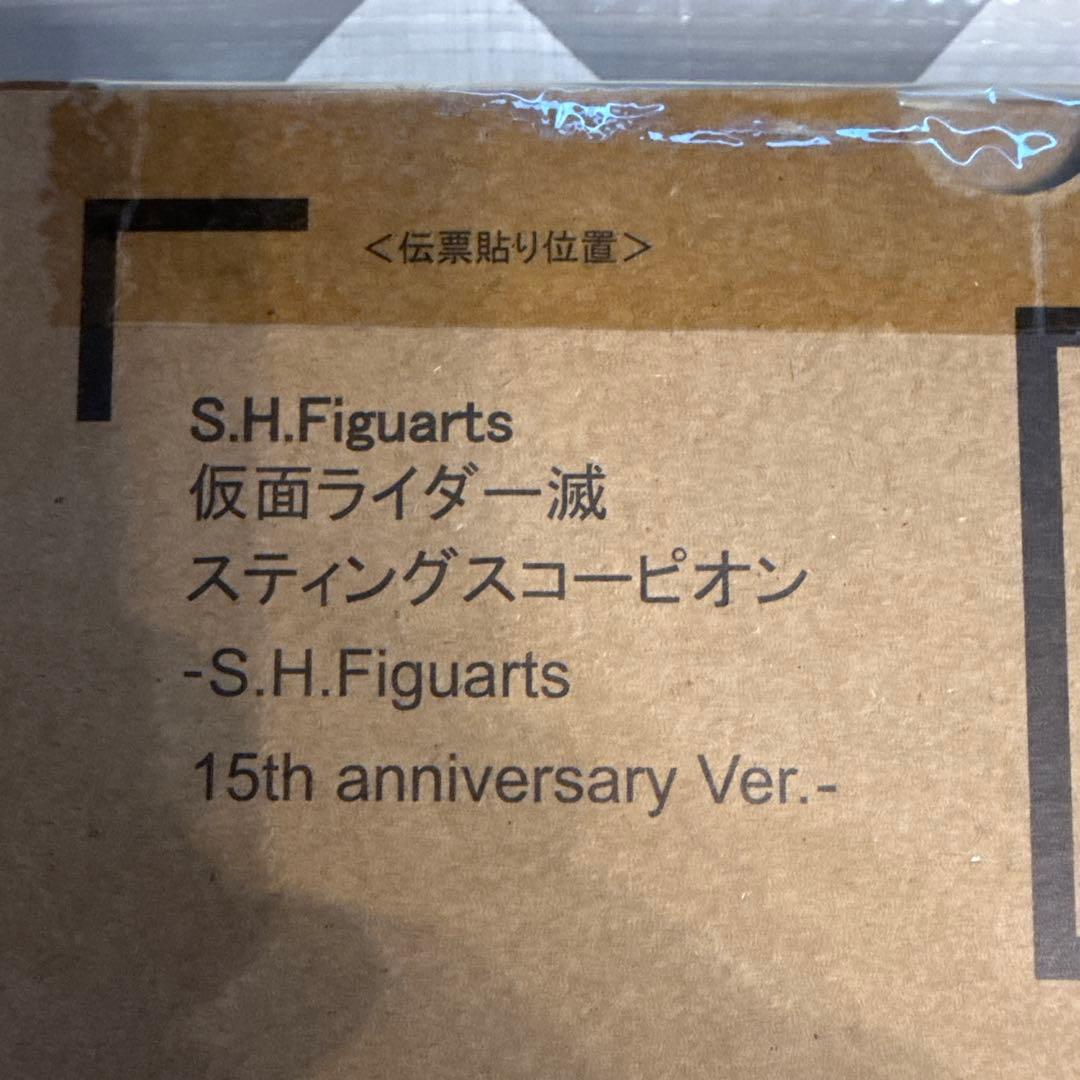 ＜伝票貼り位置＞
S.H.Figuarts
仮面ライダー滅
スティングスコーピオン
-S.H.Figuarts
15th anniversary Ver.-